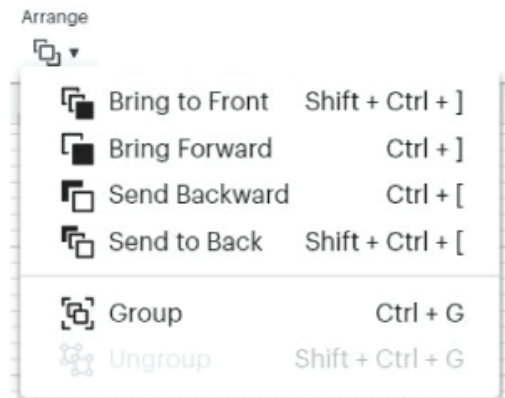 Arrange
Bring to Front Shift + Ctrl + ]
Bring Forward Ctrl + ]
Send Backward Ctrl + [
Send to Back Shift + Ctrl + [
Group Ctrl + G
Ungroup Shift + Ctrl + G